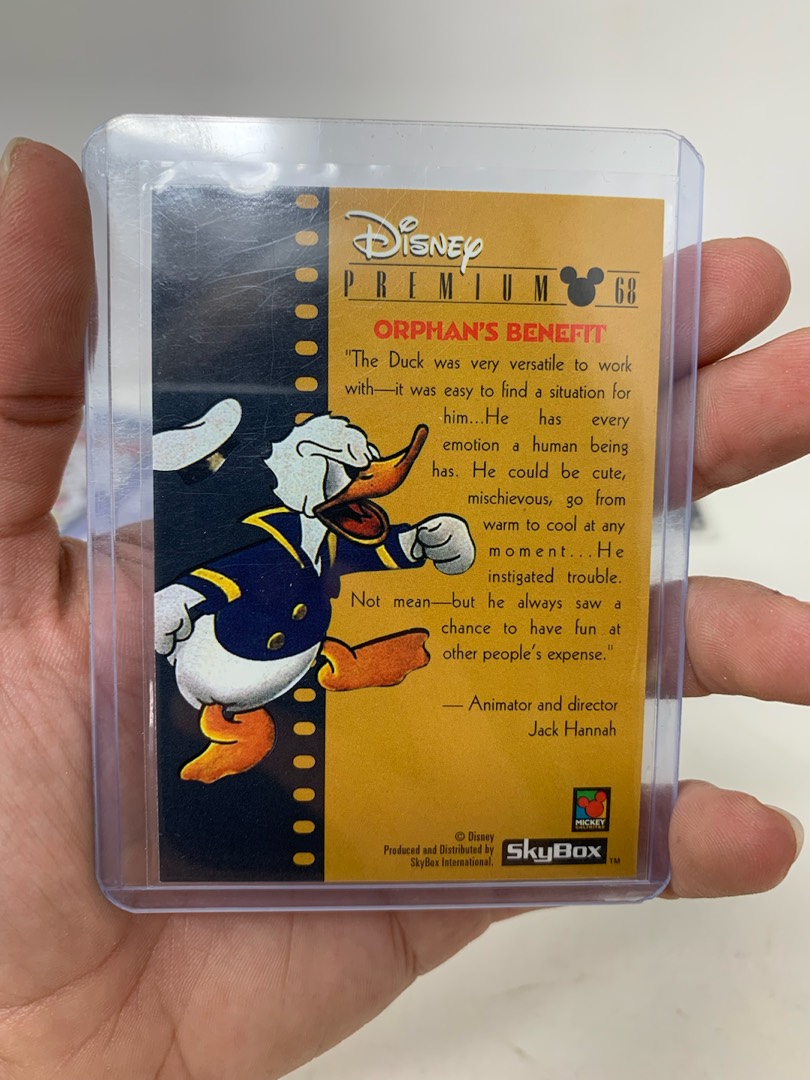 Disney
PREMIUM 68
ORPHAN'S BENEFIT
"The Duck was very versatile to work
with—it was easy to find a situation for
him...He has every
emotion a human being
has. He could be cute,
mischievous, go from
warm to cool at any
moment...He
instigated trouble.
Not mean—but he always saw a
chance to have fun at
other people's expense."
— Animator and director
Jack Hannah
MICKEY
UNLIMITED
© Disney
Produced and Distributed by
SkyBox International.
SkyBox TM